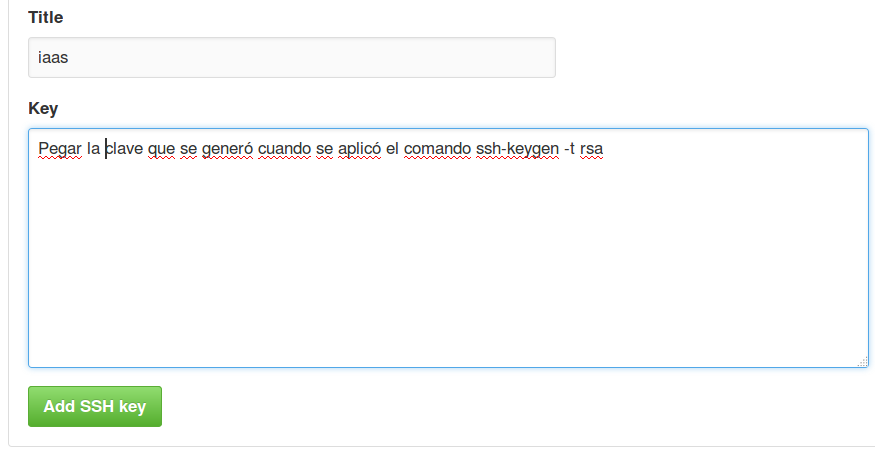 Title
iaas
Key
Pegar la clave que se generó cuando se aplicó el comando ssh-keygen -t rsa
Add SSH key